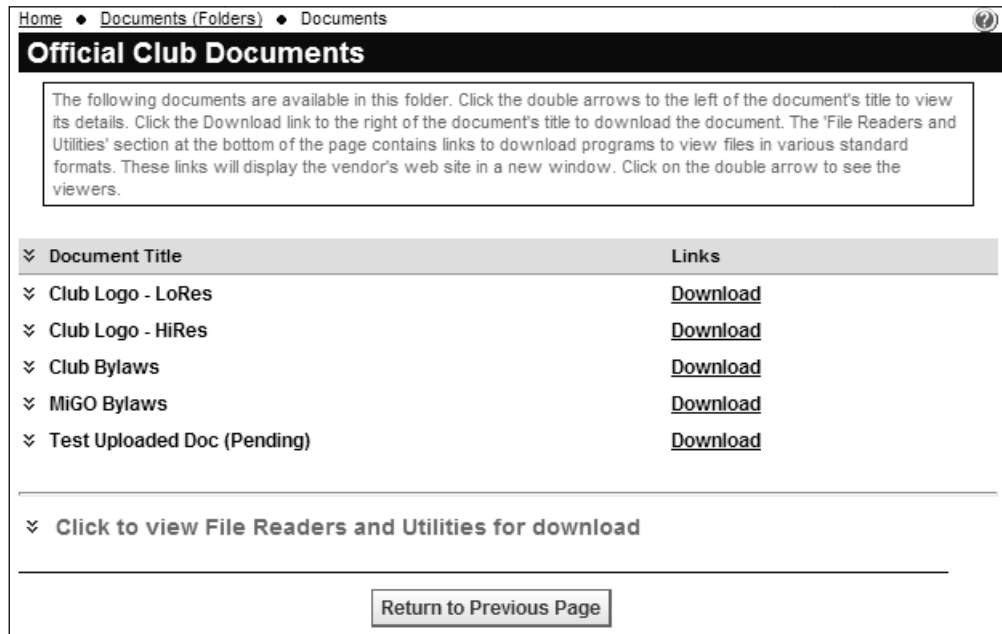 Home ● Documents (Folders) ● Documents ?
Official Club Documents
The following documents are available in this folder. Click the double arrows to the left of the document's title to view
its details. Click the Download link to the right of the document's title to download the document. The 'File Readers and
Utilities' section at the bottom of the page contains links to download programs to view files in various standard
formats. These links will display the vendor's web site in a new window. Click on the double arrow to see the
viewers.
Document Title Links
Club Logo - LoRes Download
Club Logo - HiRes Download
Club Bylaws Download
MiGO Bylaws Download
Test Uploaded Doc (Pending) Download
Click to view File Readers and Utilities for download
Return to Previous Page